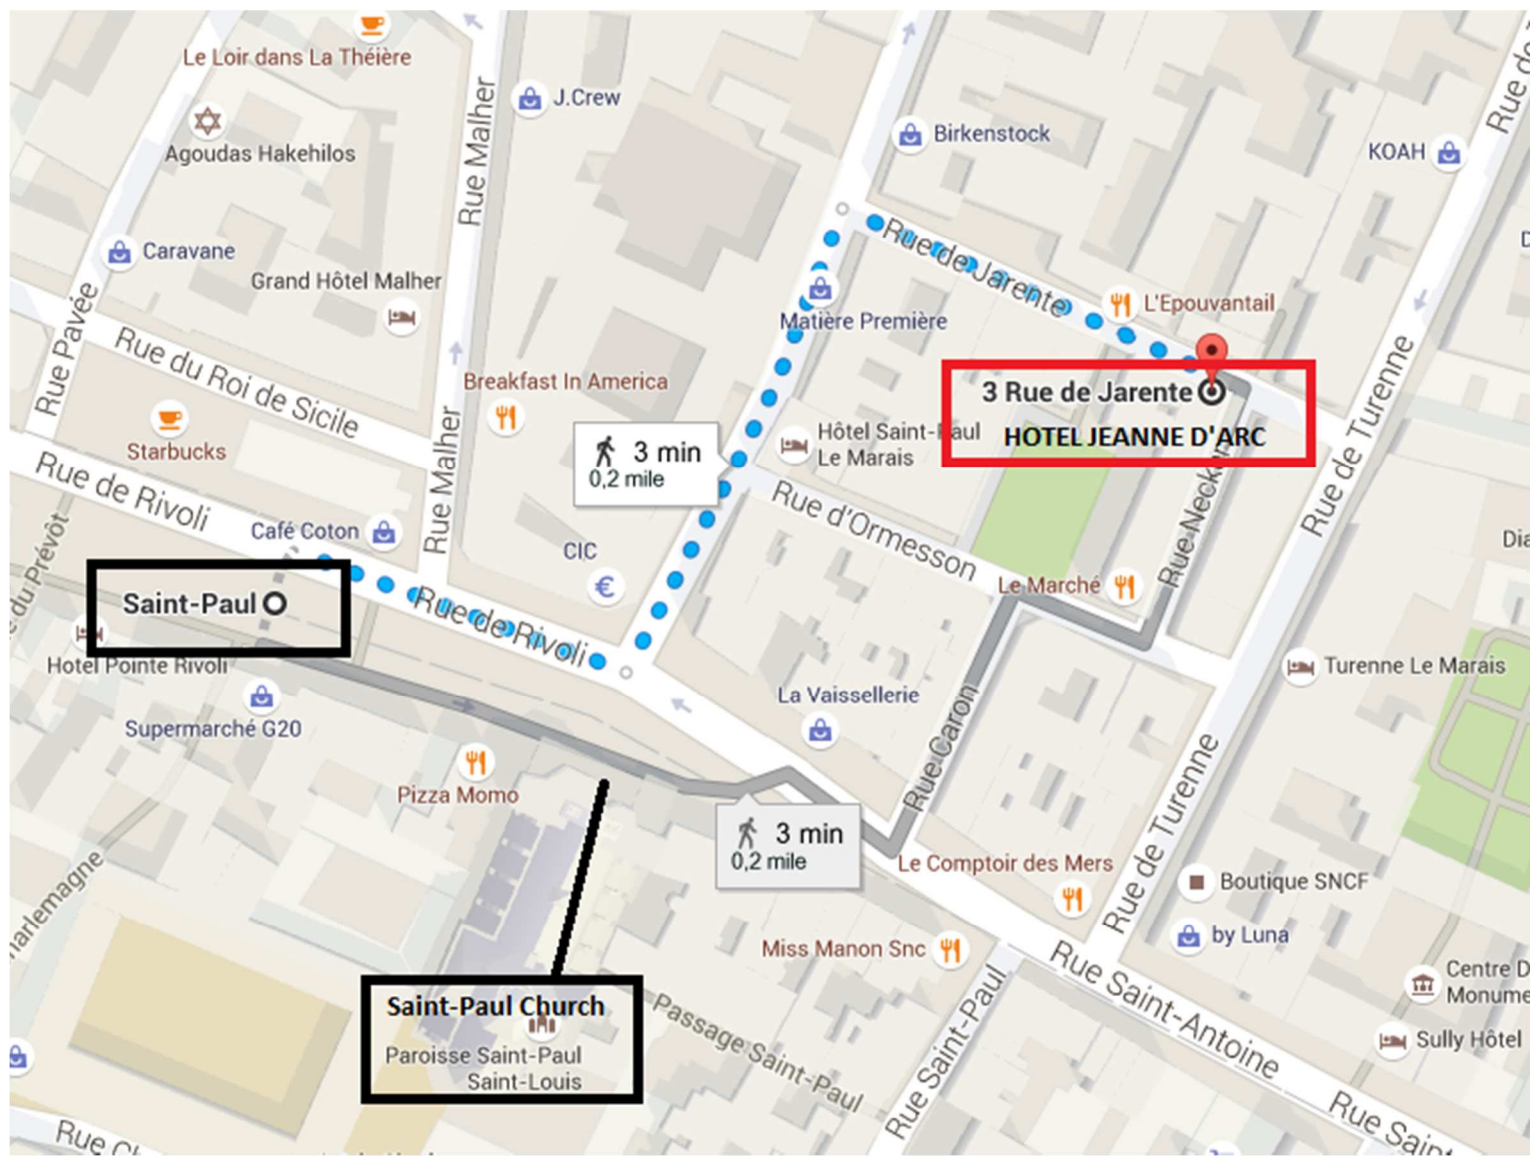 Le Loir dans La Théière
Rue Malher
J.Crew
Agoudas Hakehilos
Birkenstock
KOAH
Caravane
Grand Hôtel Malher
Rue de Jarente
L'Epouvantail
Matière Première
Rue Pavée
Rue du Roi de Sicile
Breakfast In America
3 Rue de Jarente
HOTEL JEANNE D'ARC
Rue de Turenne
Starbucks
3 min
0,2 mile
Hôtel Saint-Paul
Le Marais
Rue de Rivoli
Rue Malher
Rue d'Ormesson
Café Coton
CIC
Le Marché
Saint-Paul
Rue de Rivoli
Hotel Pointe Rivoli
Turenne Le Marais
La Vaissellerie
Supermarché G20
Rue Caron
Pizza Momo
Rue de Turenne
3 min
0,2 mile
Le Comptoir des Mers
Boutique SNCF
by Luna
Miss Manon Snc
Rue Saint-Antoine
Saint-Paul Church
Paroisse Saint-Paul
Saint-Louis
Passage Saint-Paul
Rue Saint-Paul
Sully Hôtel